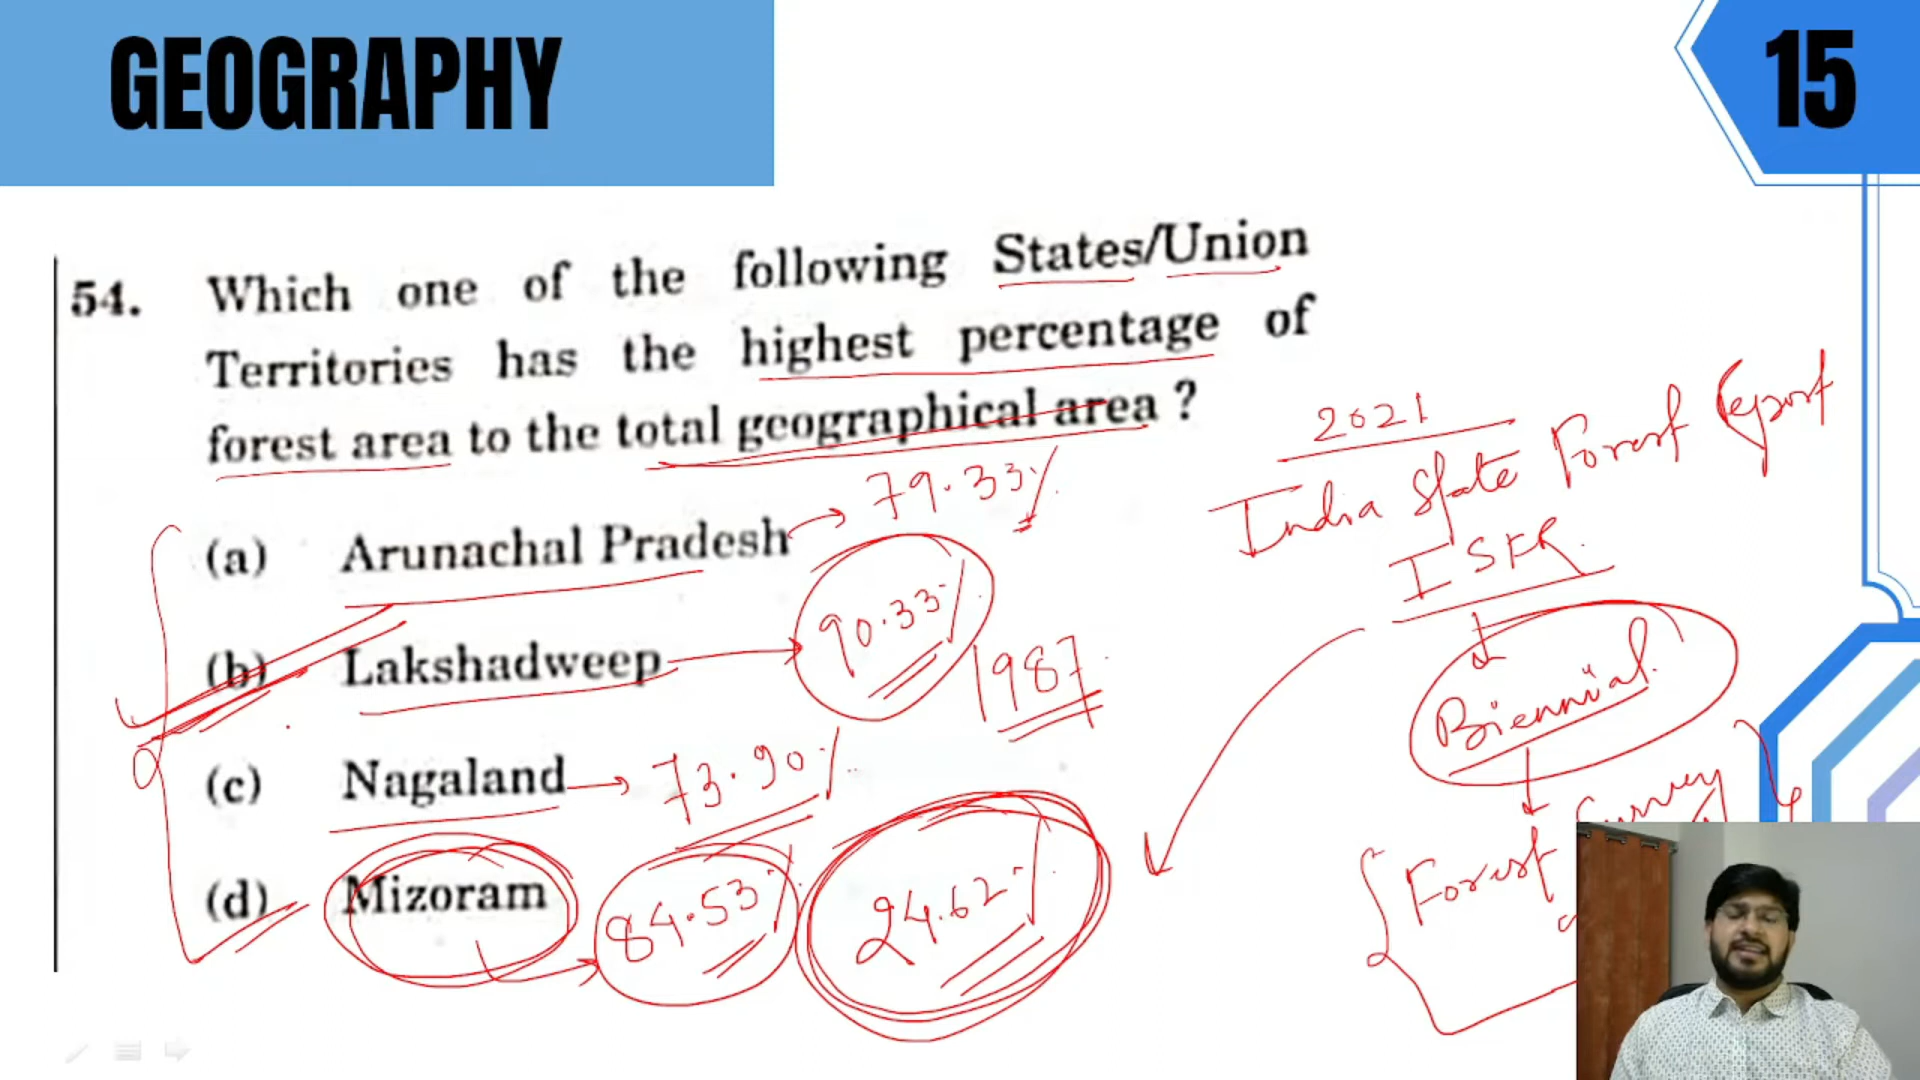 GEOGRAPHY
15
54. Which one of the following States/Union
Territories has the highest percentage of
forest area to the total geographical area ?
2021
India State Forest Report
ISFR
79.33%
(a) Arunachal Pradesh
90.33%
(b) Lakshadweep
1987
Biennial
(c) Nagaland
73.90%
Forest Survey
(d) Mizoram
84.53%
24.62%